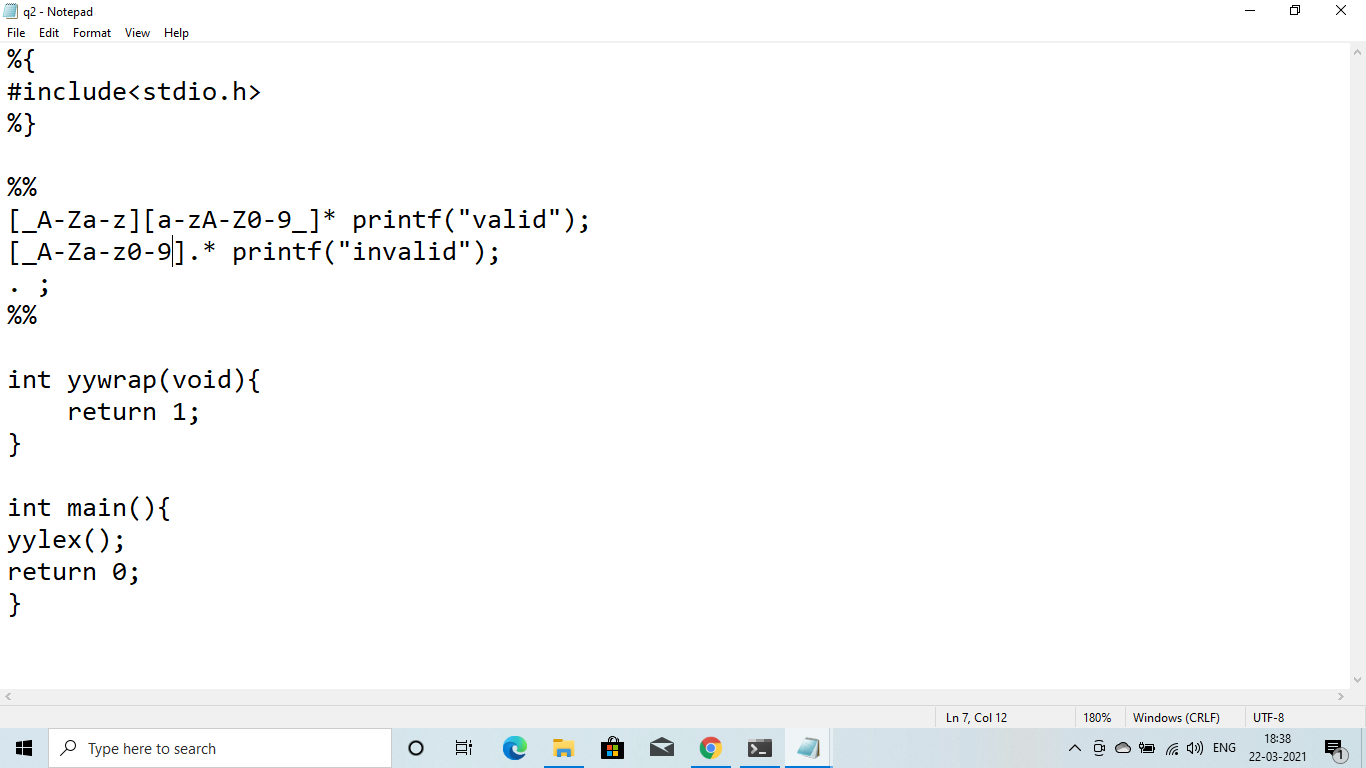 q2 - Notepad
File Edit Format View Help
%{
#include<stdio.h>
%}
%%
[_A-Za-z][a-zA-Z0-9_]* printf("valid");
[_A-Za-z0-9].* printf("invalid");
. ;
%%
int yywrap(void){
    return 1;
}
int main(){
yylex();
return 0;
}
Ln 7, Col 12 180% Windows (CRLF) UTF-8
Type here to search
ENG
18:38
22-03-2021
1